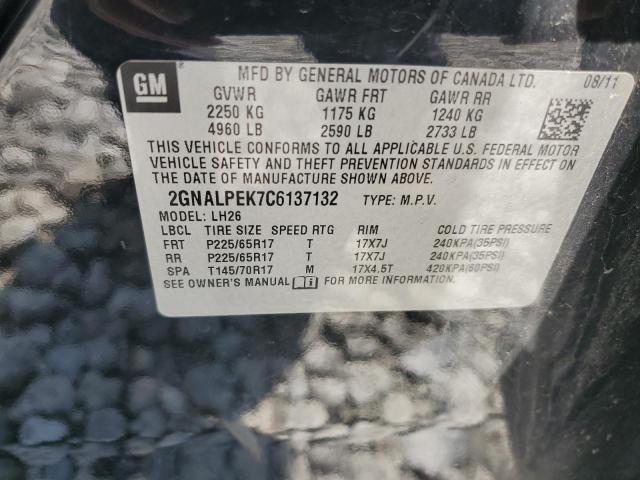 GM
MFD BY GENERAL MOTORS OF CANADA LTD. 08/11
GVWR GAWR FRT GAWR RR
2250 KG 1175 KG 1240 KG
4960 LB 2590 LB 2733 LB
THIS VEHICLE CONFORMS TO ALL APPLICABLE U.S. FEDERAL MOTOR
VEHICLE SAFETY AND THEFT PREVENTION STANDARDS IN EFFECT ON
THE DATE OF MANUFACTURE SHOWN ABOVE.
2GNALPEK7C6137132 TYPE: M.P.V.
MODEL: LH26
LBCL TIRE SIZE SPEED RTG RIM COLD TIRE PRESSURE
FRT P225/65R17 T 17X7J 240KPA(35PSI)
RR P225/65R17 T 17X7J 240KPA(35PSI)
SPA T145/70R17 M 17X4.5T 420KPA(60PSI)
SEE OWNER'S MANUAL FOR MORE INFORMATION.